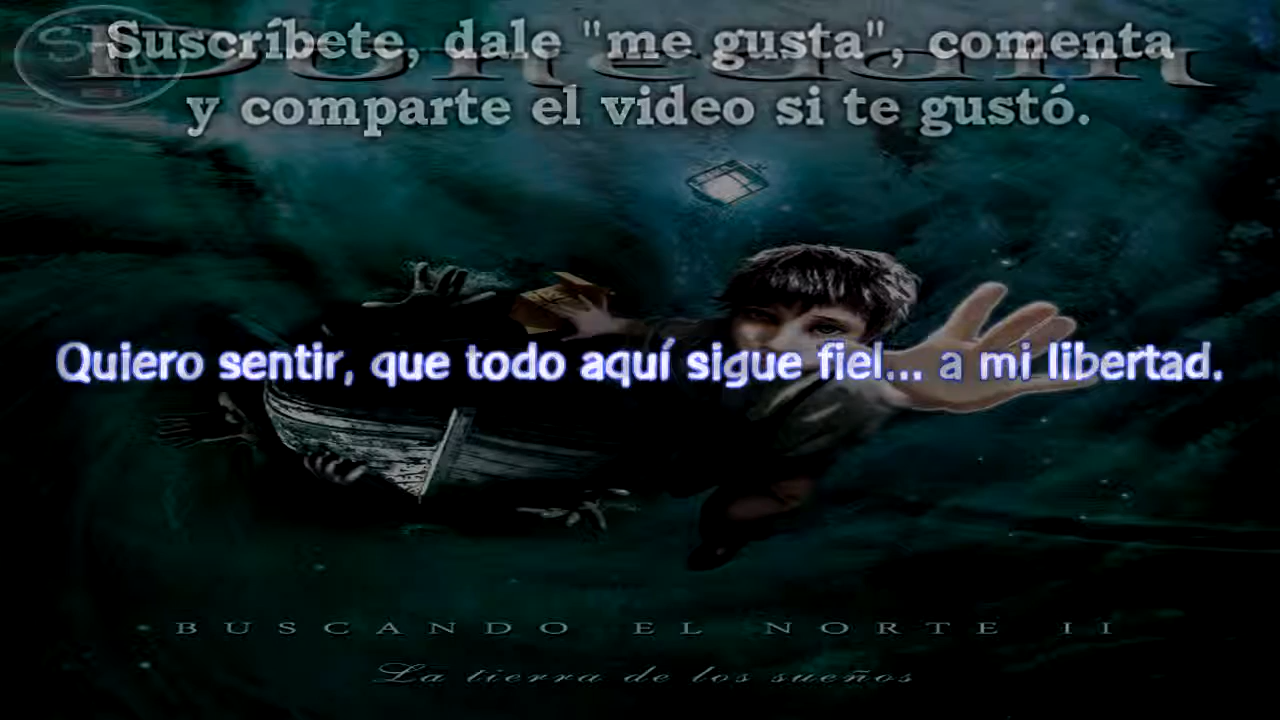 Suscríbete, dale "me gusta", comenta
Dúnedain
y comparte el video si te gustó.
Quiero sentir, que todo aquí sigue fiel... a mi libertad.
BUSCANDO EL NORTE II
La tierra de los sueños